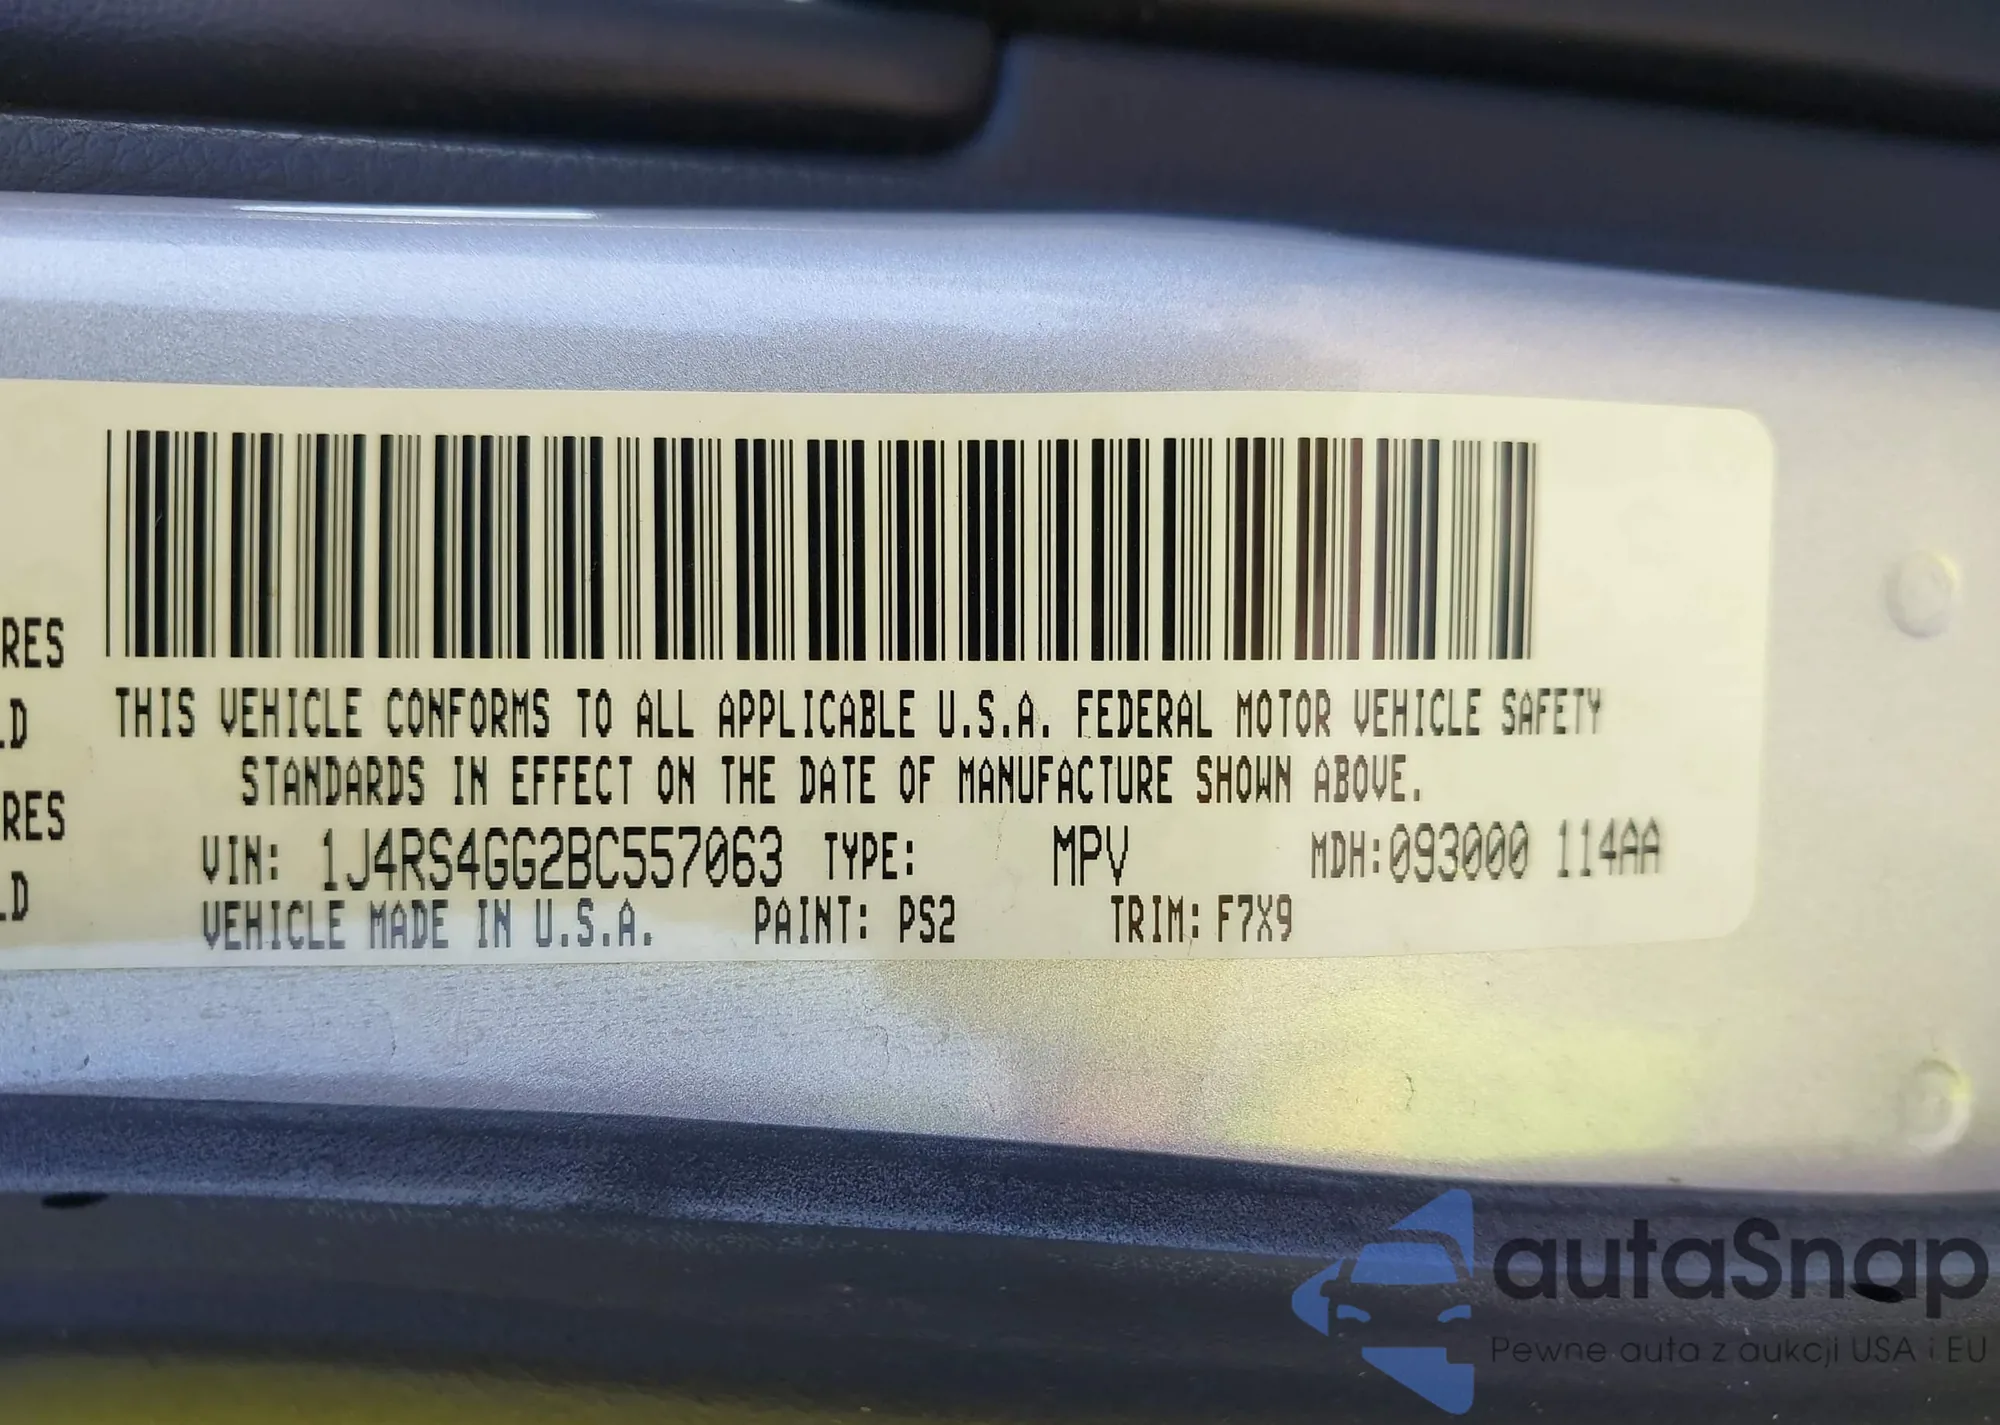 RES
LD
RES
LD
THIS VEHICLE CONFORMS TO ALL APPLICABLE U.S.A. FEDERAL MOTOR VEHICLE SAFETY
STANDARDS IN EFFECT ON THE DATE OF MANUFACTURE SHOWN ABOVE.
VIN: 1J4RS4GG2BC557063 TYPE: MPV MDH:093000 114AA
VEHICLE MADE IN U.S.A. PAINT: PS2 TRIM: F7X9
autaSnap
Pewne auta z aukcji USA i EU